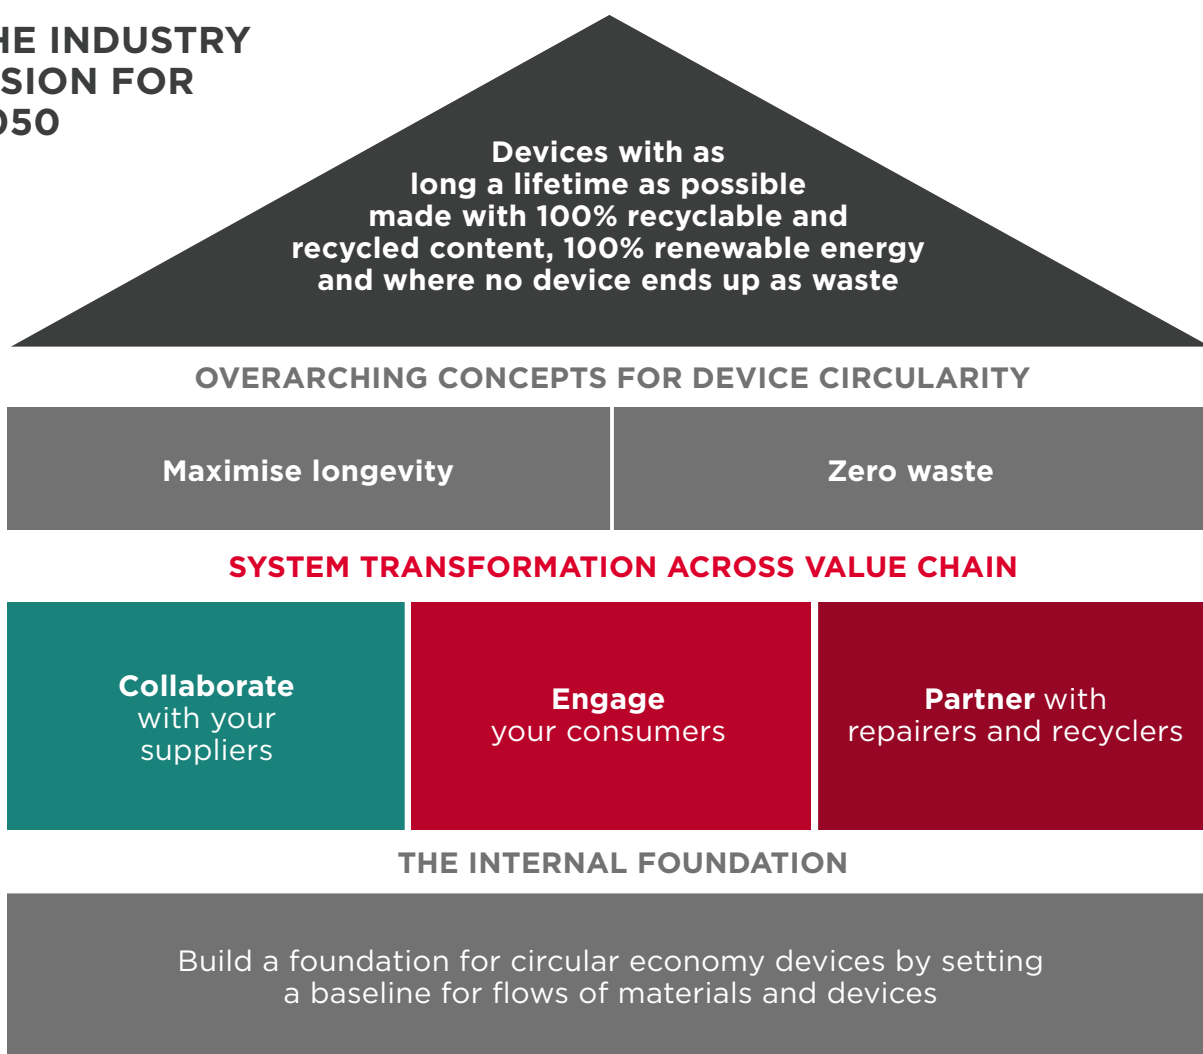 HE INDUSTRY
SION FOR
050
Devices with as
long a lifetime as possible
made with 100% recyclable and
recycled content, 100% renewable energy
and where no device ends up as waste
OVERARCHING CONCEPTS FOR DEVICE CIRCULARITY
Maximise longevity
Zero waste
SYSTEM TRANSFORMATION ACROSS VALUE CHAIN
Collaborate
with your
suppliers
Engage
your consumers
Partner with
repairers and recyclers
THE INTERNAL FOUNDATION
Build a foundation for circular economy devices by setting
a baseline for flows of materials and devices